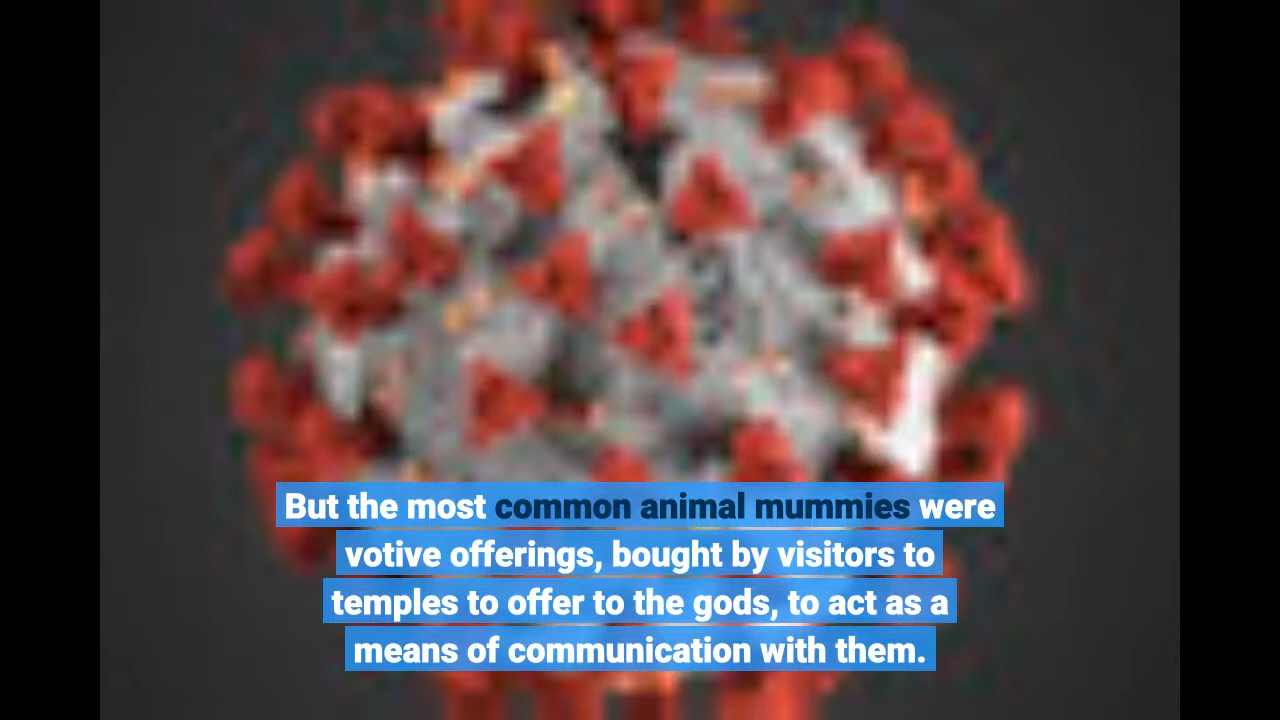 But the most common animal mummies were
votive offerings, bought by visitors to
temples to offer to the gods, to act as a
means of communication with them.